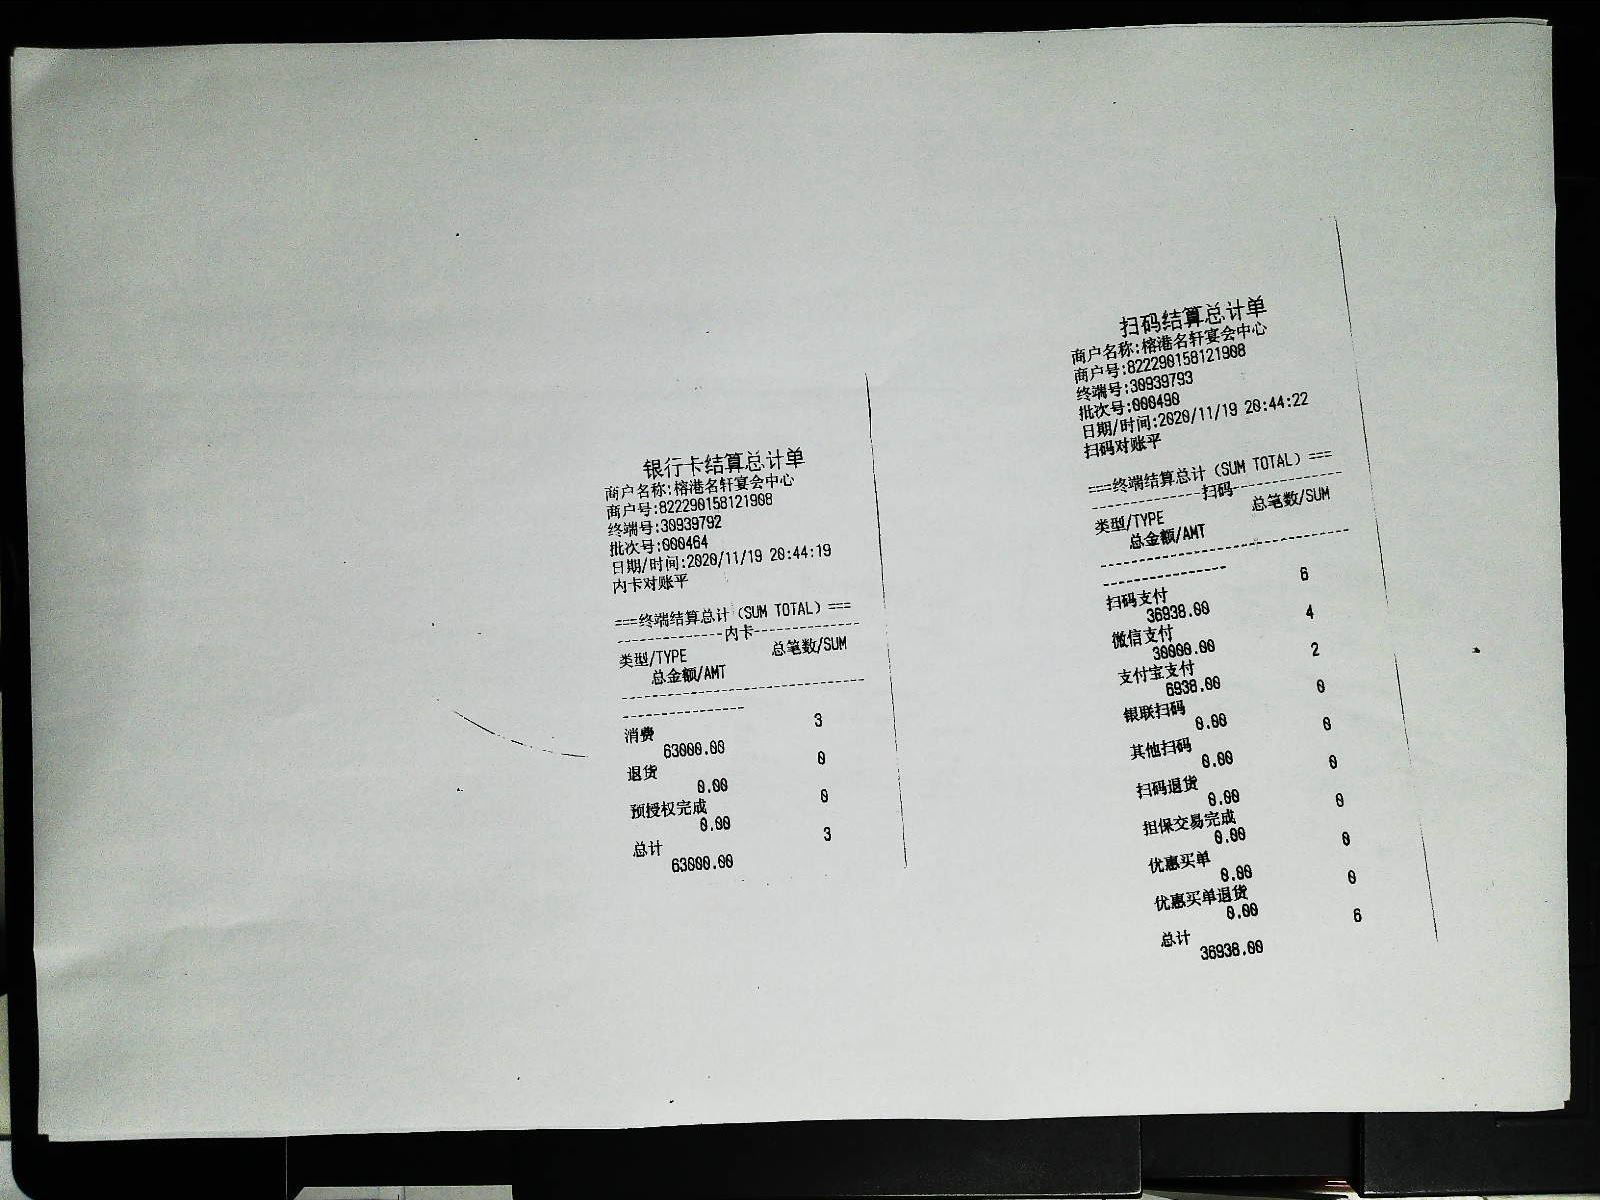 银行卡结算总计单
商户名称:榕港名轩宴会中心
商户号:822290158121908
终端号:30939792
批次号:000464
日期/时间:2020/11/19 20:44:19
内卡对账平
===终端结算总计(SUM TOTAL)===
----------------内卡----------------
类型/TYPE 总笔数/SUM
总金额/AMT
------------------------------------
------------------
消费 3
63000.00
退货 0
0.00
预授权完成 0
0.00
总计 3
63000.00
扫码结算总计单
商户名称:榕港名轩宴会中心
商户号:822290158121908
终端号:30939793
批次号:000490
日期/时间:2020/11/19 20:44:22
扫码对账平
===终端结算总计(SUM TOTAL)===
----------------扫码----------------
类型/TYPE 总笔数/SUM
总金额/AMT
------------------------------------
------------------
扫码支付 6
36938.00
微信支付 4
30000.00
支付宝支付 2
6938.00
银联扫码 0
0.00
其他扫码 0
0.00
扫码退货 0
0.00
担保交易完成 0
0.00
优惠买单 0
0.00
优惠买单退货 0
0.00
总计 6
36938.00